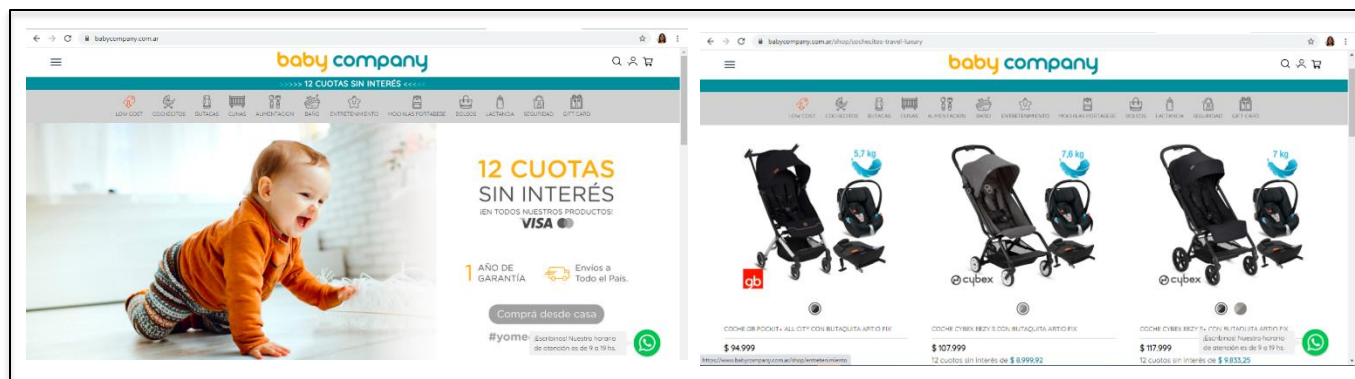 babycompany.com.ar
baby company
>>>>> 12 CUOTAS SIN INTERÉS <<<<<
LOW COST COCHECITOS BUTACAS CUNAS ALIMENTACION BAÑO ENTRETENIMIENTO MOCHILAS PORTABEBE BOLSOS LACTANCIA SEGURIDAD GIFT CARD
12 CUOTAS
SIN INTERÉS
¡EN TODOS NUESTROS PRODUCTOS!
VISA
1 AÑO DE GARANTÍA
Envíos a Todo el País.
Comprá desde casa
#yome
¡Escribinos! Nuestro horario
de atención es de 9 a 19 hs.
babycompany.com.ar/shop/cochecitos-travel-luxury
baby company
LOW COST COCHECITOS BUTACAS CUNAS ALIMENTACION BAÑO ENTRETENIMIENTO MOCHILAS PORTABEBE BOLSOS LACTANCIA SEGURIDAD GIFT CARD
5,7 kg 7,6 kg 7 kg
gb cybex cybex
COCHE GB POCKIT+ ALL CITY CON BUTAQUITA ARTIO FIX
COCHE CYBEX EEZY S CON BUTAQUITA ARTIO FIX
COCHE CYBEX EEZY S+ CON BUTAQUITA ARTIO FIX
$ 94.999 $ 107.999 $ 117.999
12 cuotas sin interés de $ 8.999,92
12 cuotas sin interés de $ 9.833,25
¡Escribinos! Nuestro horario
de atención es de 9 a 19 hs.
https://www.babycompany.com.ar/shop/entretenimiento